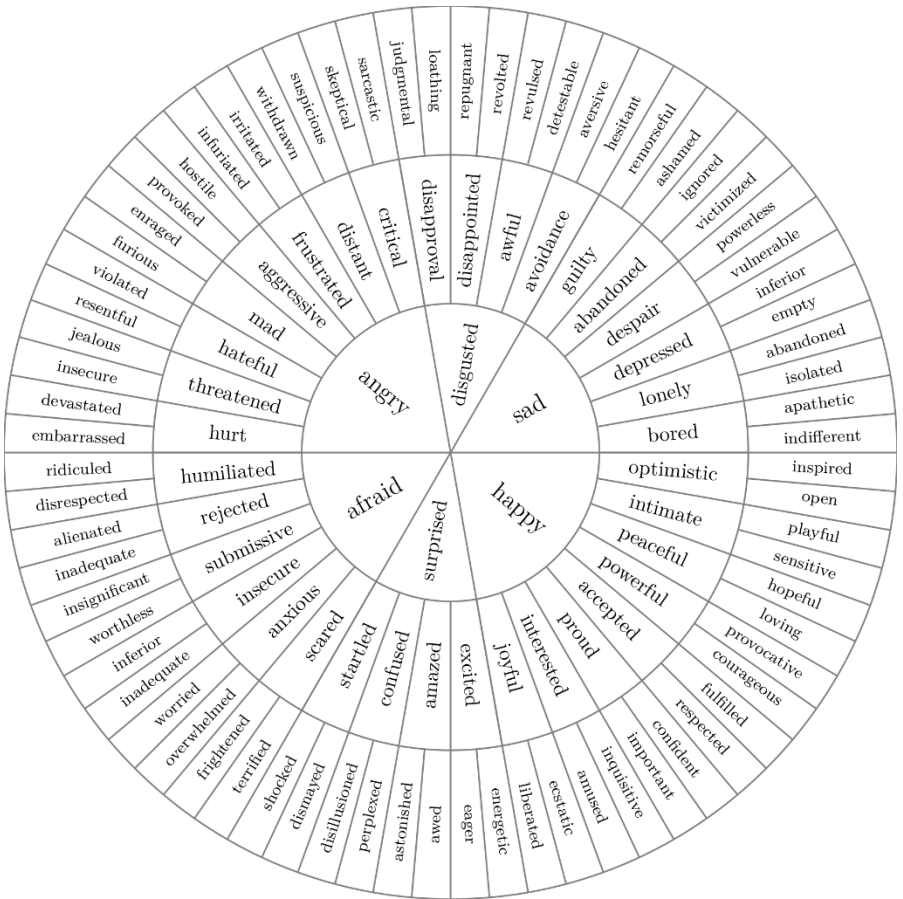 angry
disgusted
sad
happy
surprised
afraid
hurt
threatened
hateful
mad
aggressive
frustrated
distant
critical
disapproval
disappointed
awful
avoidance
guilty
abandoned
despair
depressed
lonely
bored
optimistic
intimate
peaceful
powerful
accepted
proud
interested
joyful
excited
amazed
confused
startled
scared
anxious
insecure
submissive
rejected
humiliated
embarrassed
devastated
insecure
jealous
resentful
violated
furious
enraged
provoked
hostile
infuriated
irritated
withdrawn
suspicious
skeptical
sarcastic
judgmental
loathing
repugnant
revolted
revulsed
detestable
aversive
hesitant
remorseful
ashamed
ignored
victimized
powerless
vulnerable
inferior
empty
abandoned
isolated
apathetic
indifferent
inspired
open
playful
sensitive
hopeful
loving
provocative
courageous
fulfilled
respected
confident
important
inquisitive
amused
ecstatic
liberated
energetic
eager
awed
astonished
perplexed
disillusioned
dismayed
shocked
terrified
frightened
overwhelmed
worried
inadequate
inferior
worthless
insignificant
inadequate
alienated
disrespected
ridiculed